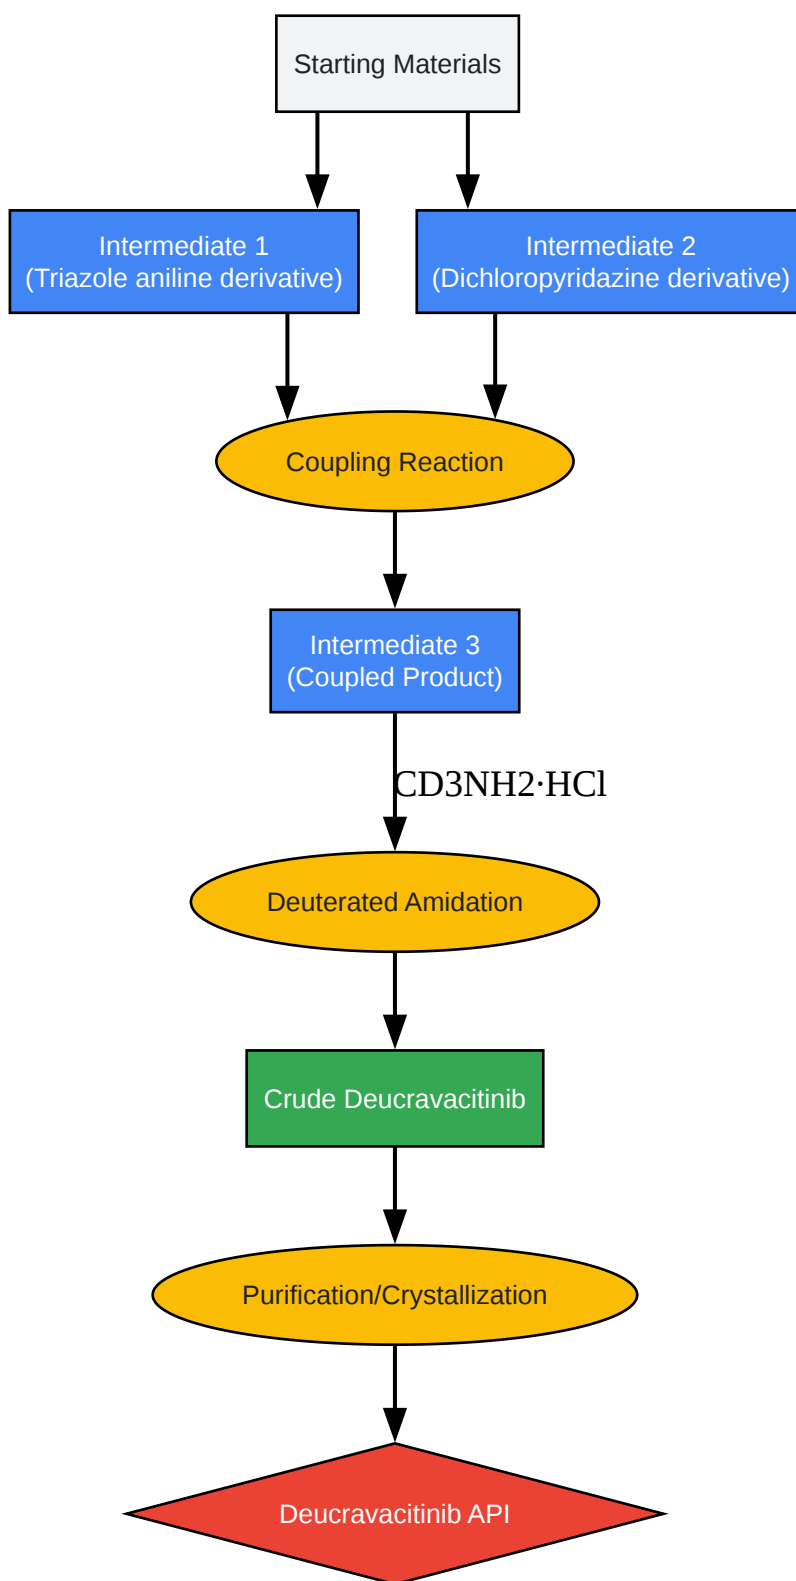 Starting Materials
Intermediate 1
(Triazole aniline derivative)
Intermediate 2
(Dichloropyridazine derivative)
Coupling Reaction
Intermediate 3
(Coupled Product)
CD3NH2·HCl
Deuterated Amidation
Crude Deucravacitinib
Purification/Crystallization
Deucravacitinib API